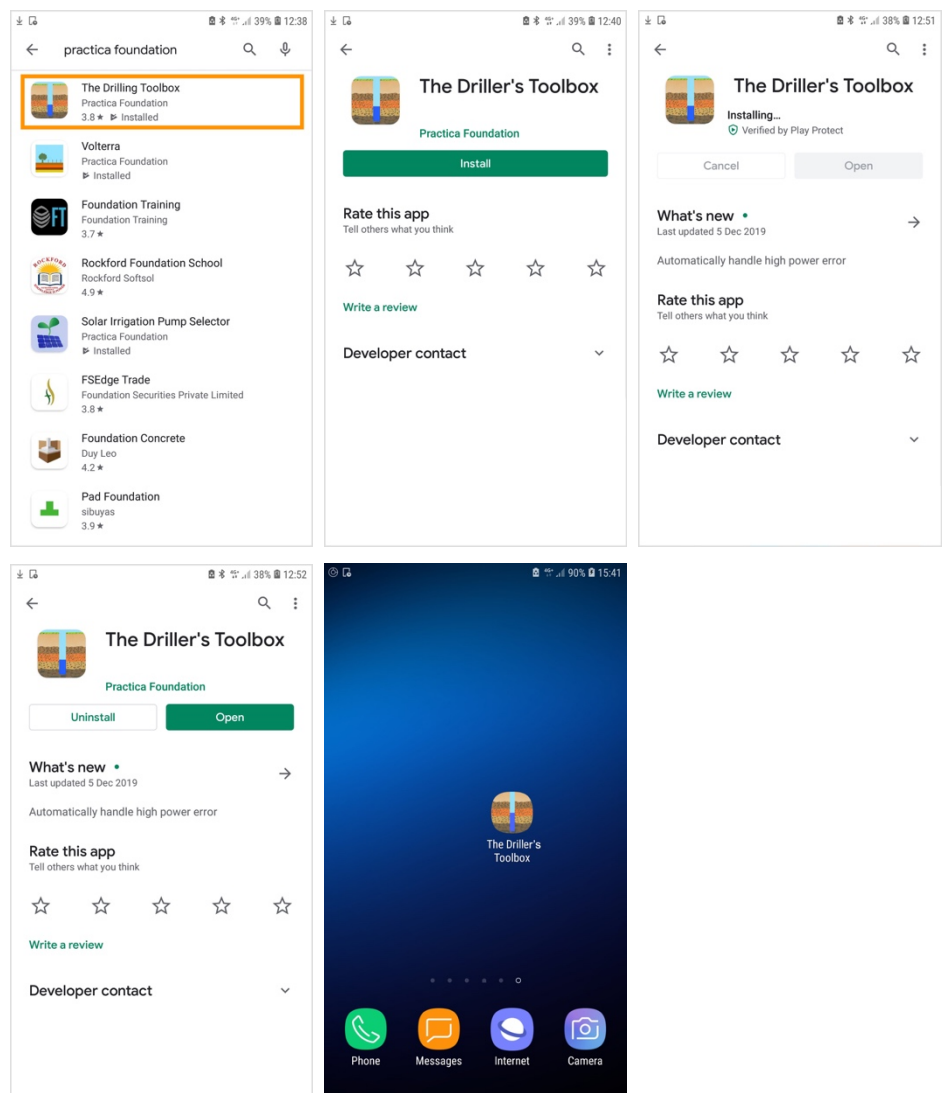 39% 12:38
practica foundation
The Drilling Toolbox
Practica Foundation
3.8 ★ Installed
Volterra
Practica Foundation
Installed
FT
Foundation Training
Foundation Training
3.7 ★
ROCKFORD
Rockford Foundation School
Rockford Softsol
4.9 ★
Solar Irrigation Pump Selector
Practica Foundation
Installed
FSEdge Trade
Foundation Securities Private Limited
3.8 ★
Foundation Concrete
Duy Leo
4.2 ★
Pad Foundation
sibuyas
3.9 ★
39% 12:40
The Driller's Toolbox
Practica Foundation
Install
Rate this app
Tell others what you think
Write a review
Developer contact
38% 12:51
The Driller's Toolbox
Installing...
Verified by Play Protect
Cancel Open
What's new •
Last updated 5 Dec 2019
Automatically handle high power error
Rate this app
Tell others what you think
Write a review
Developer contact
38% 12:52
The Driller's Toolbox
Practica Foundation
Uninstall Open
What's new •
Last updated 5 Dec 2019
Automatically handle high power error
Rate this app
Tell others what you think
Write a review
Developer contact
90% 15:41
The Driller's
Toolbox
Phone Messages Internet Camera